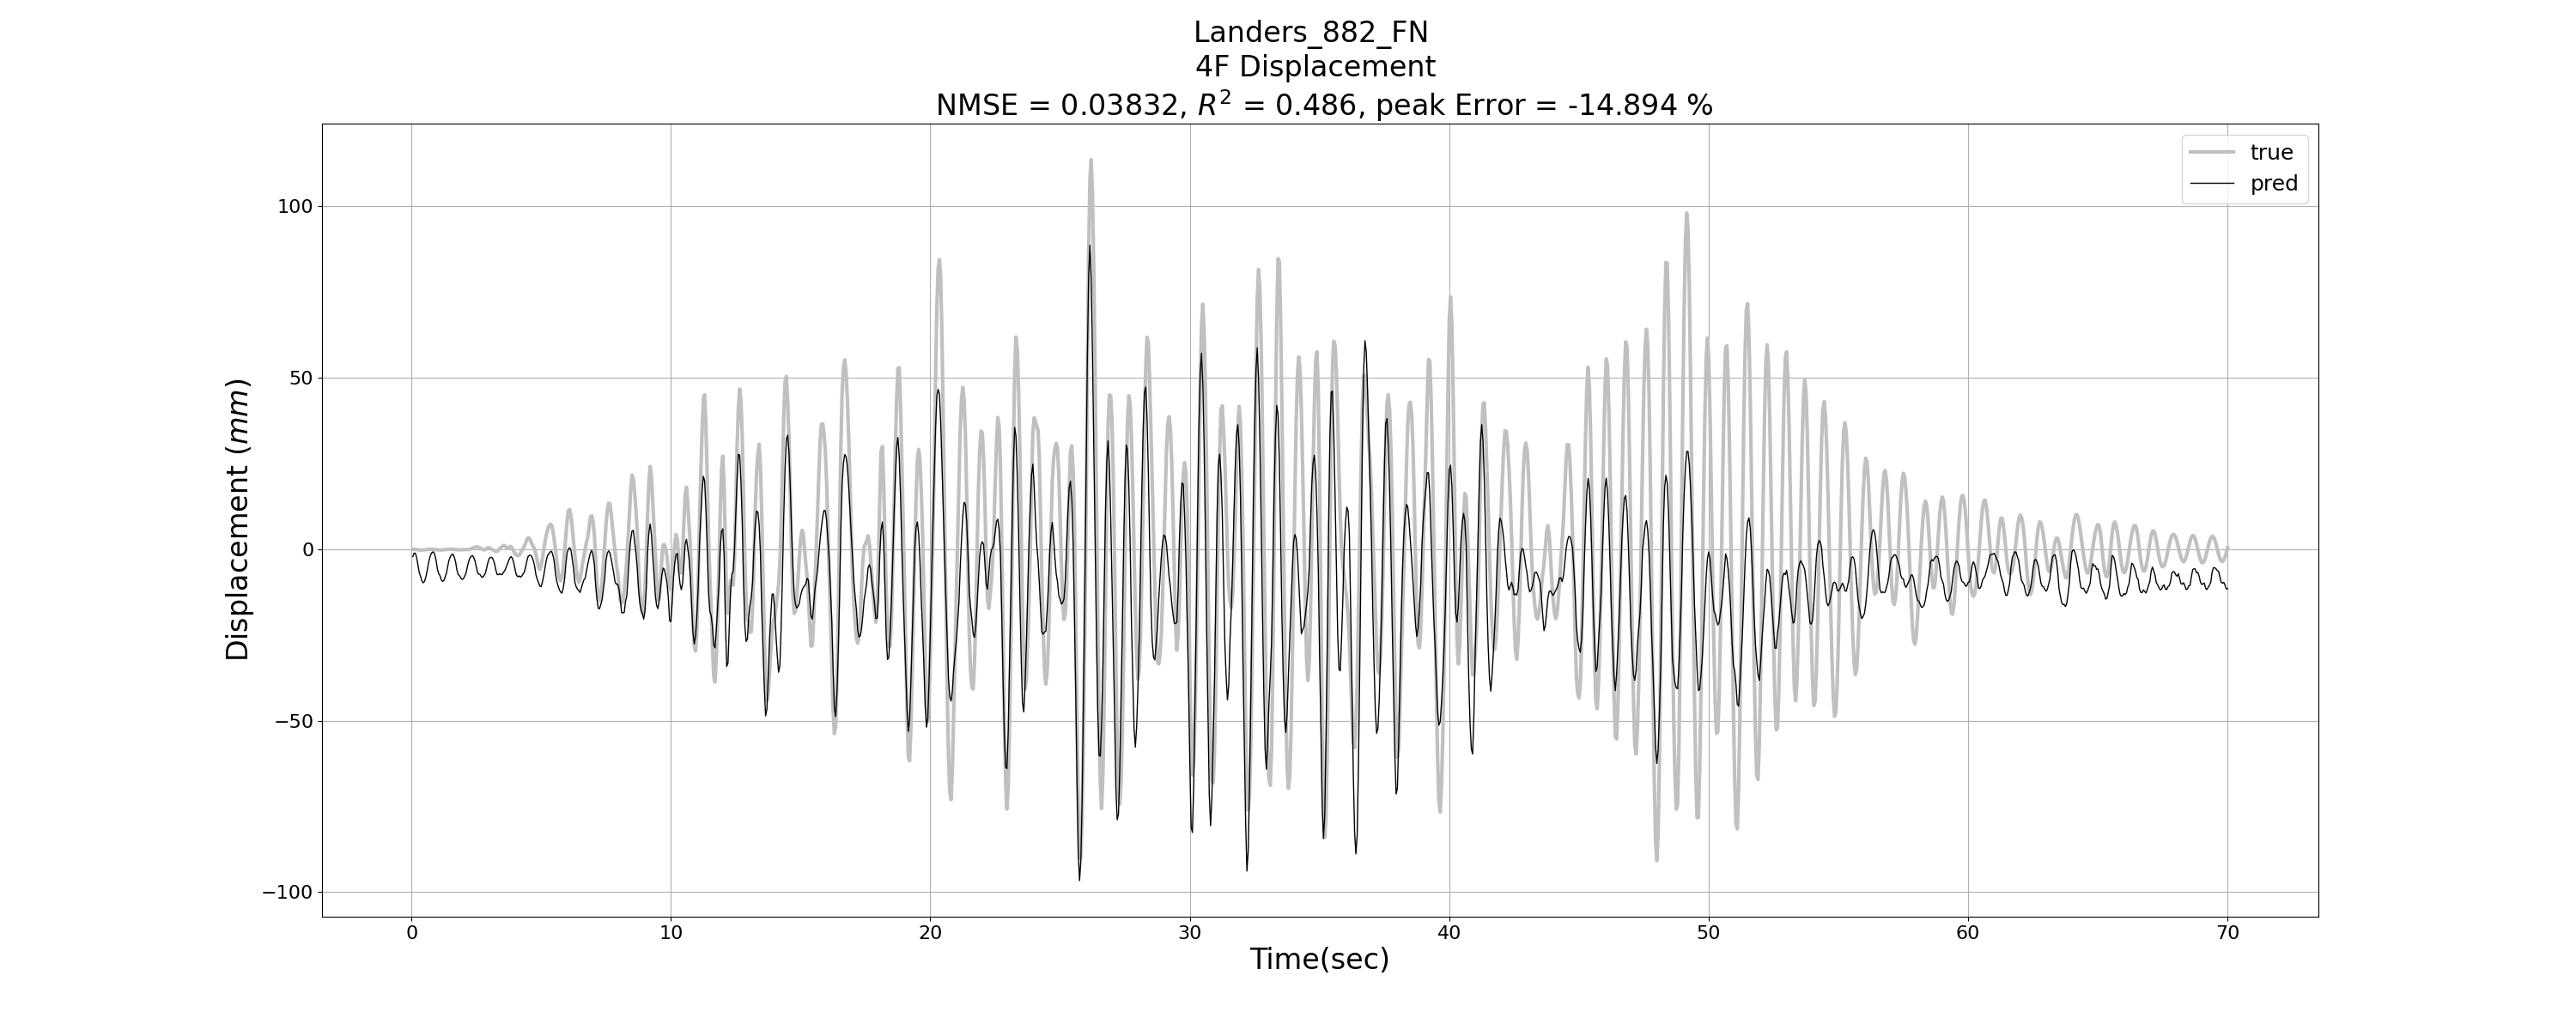 Landers_882_FN
4F Displacement
NMSE = 0.03832, R² = 0.486, peak Error = -14.894 %
true
pred
Displacement (mm)
100
50
0
−50
−100
0 10 20 30 40 50 60 70
Time(sec)